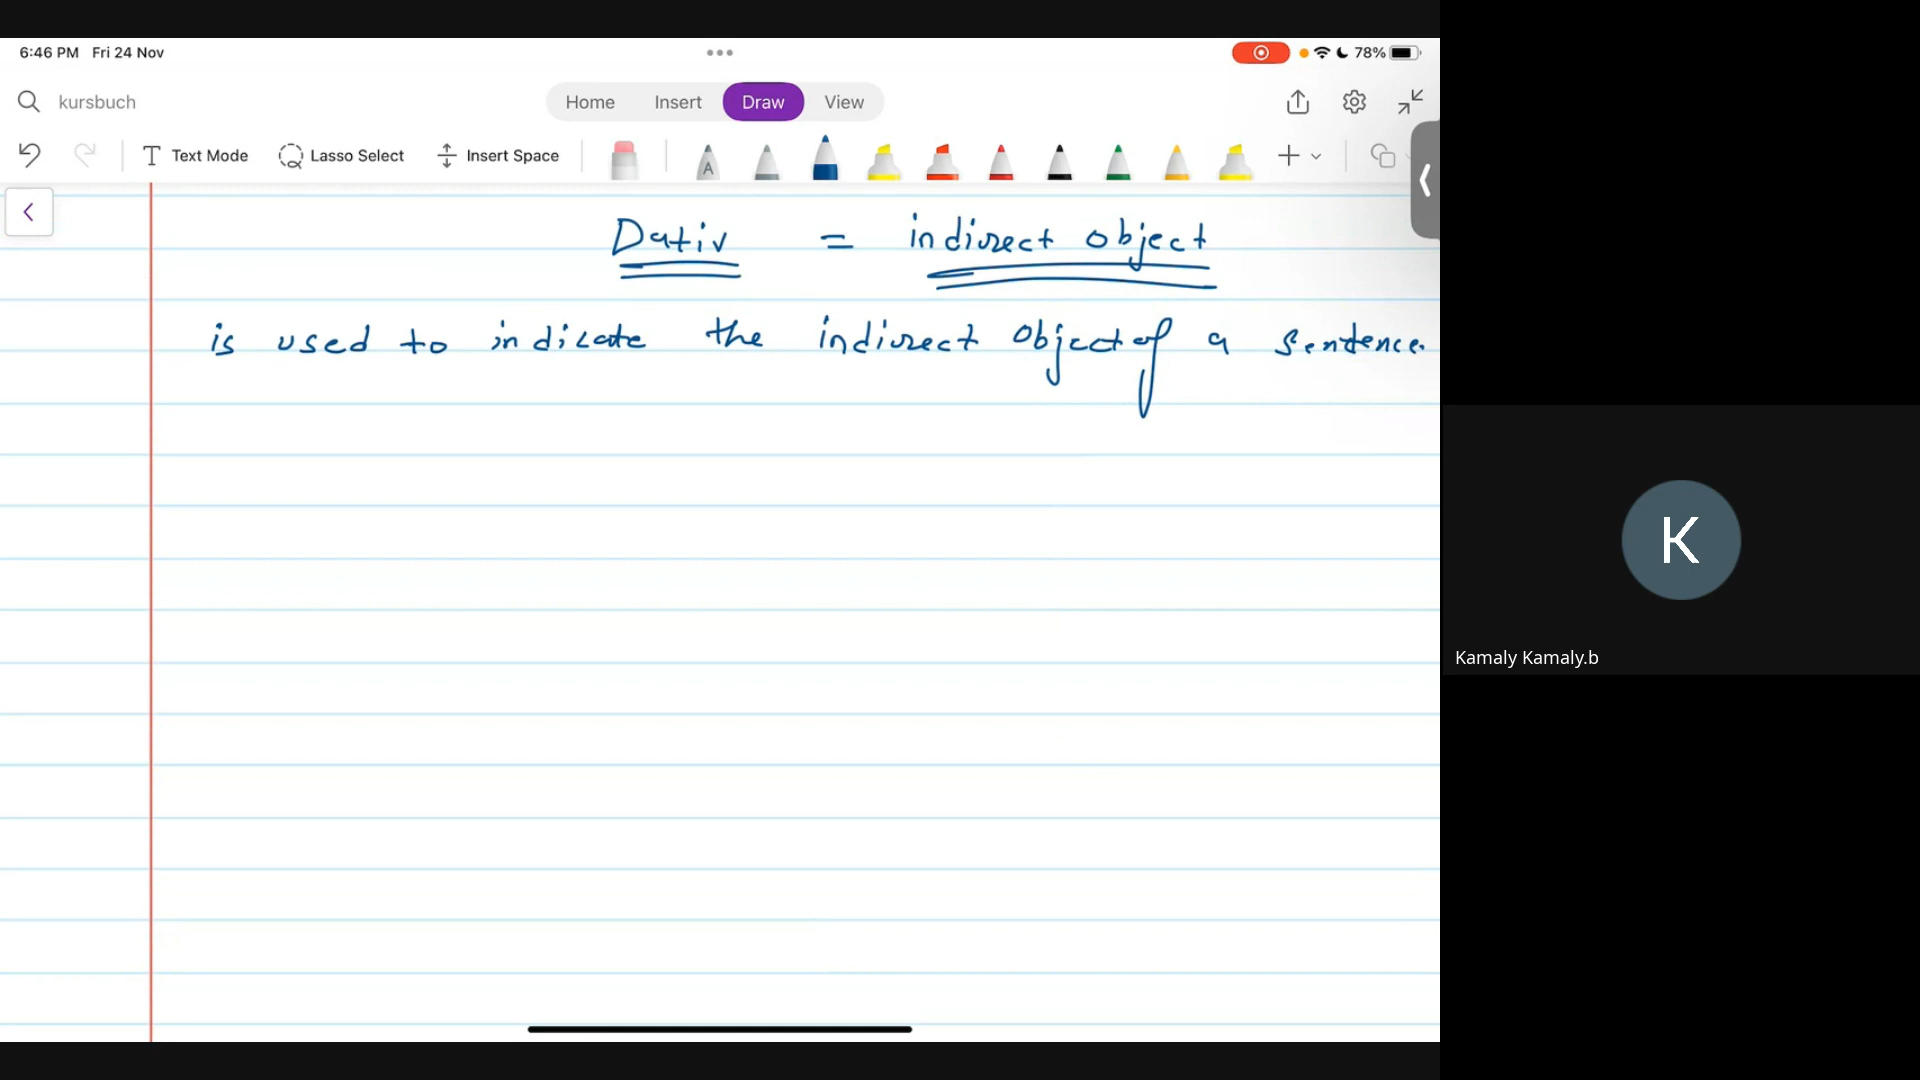 6:46 PM Fri 24 Nov
78%
kursbuch
Home Insert Draw View
Text Mode Lasso Select Insert Space
A
Dativ = indirect object
is used to indicate the indirect object of a sentence.
K
Kamaly Kamaly.b